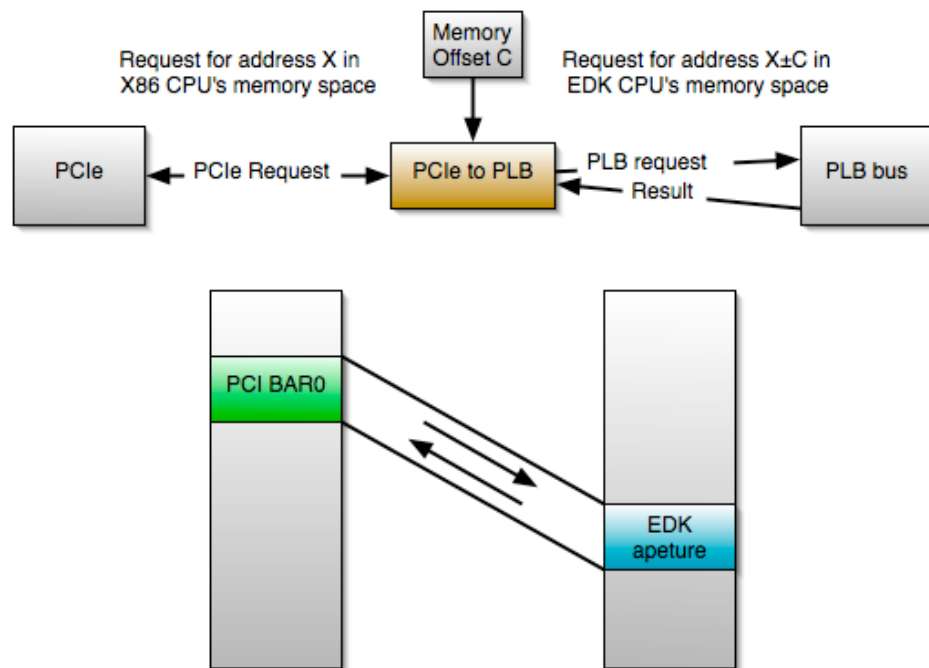 Memory
Offset C
Request for address X in
X86 CPU's memory space
Request for address X±C in
EDK CPU's memory space
PCIe
PCIe Request
PCIe to PLB
PLB request
Result
PLB bus
PCI BAR0
EDK
apeture